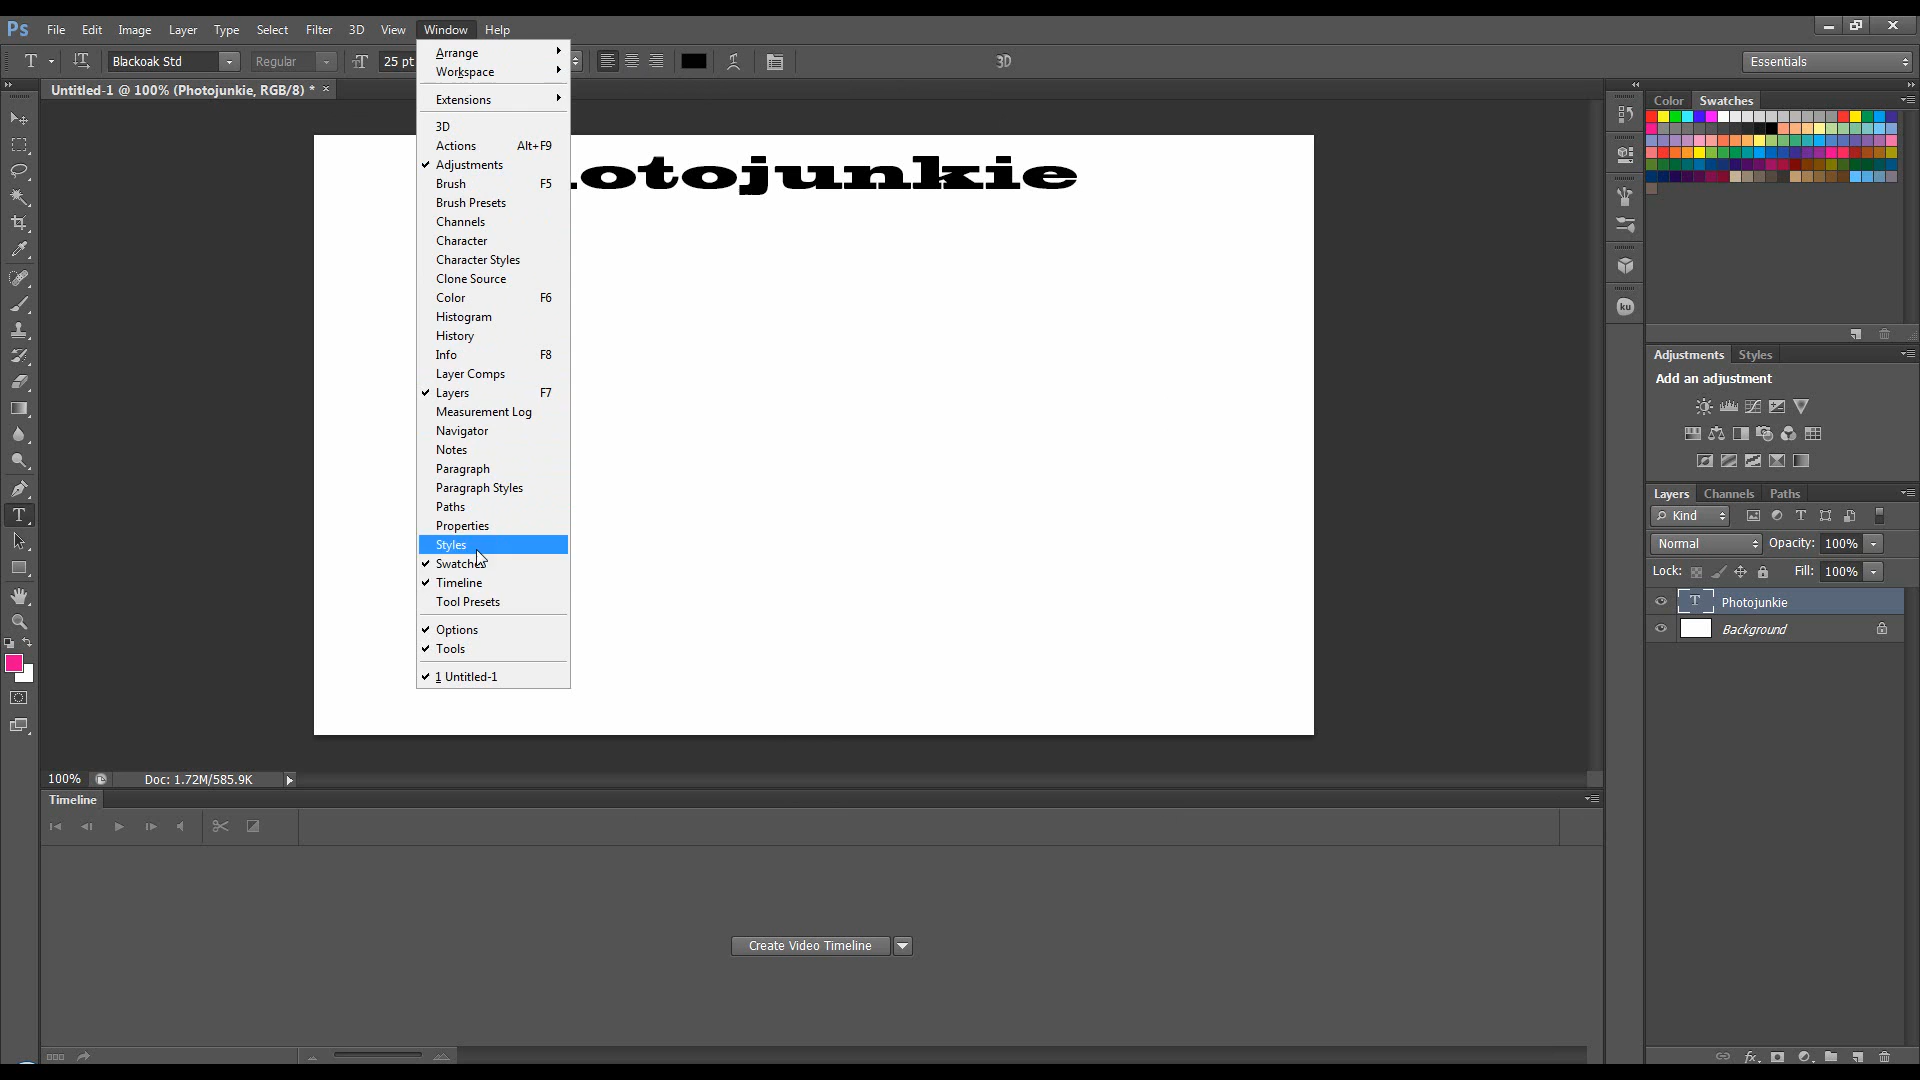 Ps File Edit Image Layer Type Select Filter 3D View Window Help
T Blackoak Std Regular 25 pt 3D Essentials
Untitled-1 @ 100% (Photojunkie, RGB/8) * ×
Arrange
Workspace
Extensions
3D
Actions Alt+F9
Adjustments
Brush F5
Brush Presets
Channels
Character
Character Styles
Clone Source
Color F6
Histogram
History
Info F8
Layer Comps
Layers F7
Measurement Log
Navigator
Notes
Paragraph
Paragraph Styles
Paths
Properties
Styles
Swatches
Timeline
Tool Presets
Options
Tools
1 Untitled-1
otojunkie
Color Swatches
ku
Adjustments Styles
Add an adjustment
Layers Channels Paths
Kind
Normal Opacity: 100%
Lock: Fill: 100%
T Photojunkie
Background
100% Doc: 1.72M/585.9K
Timeline
Create Video Timeline
fx